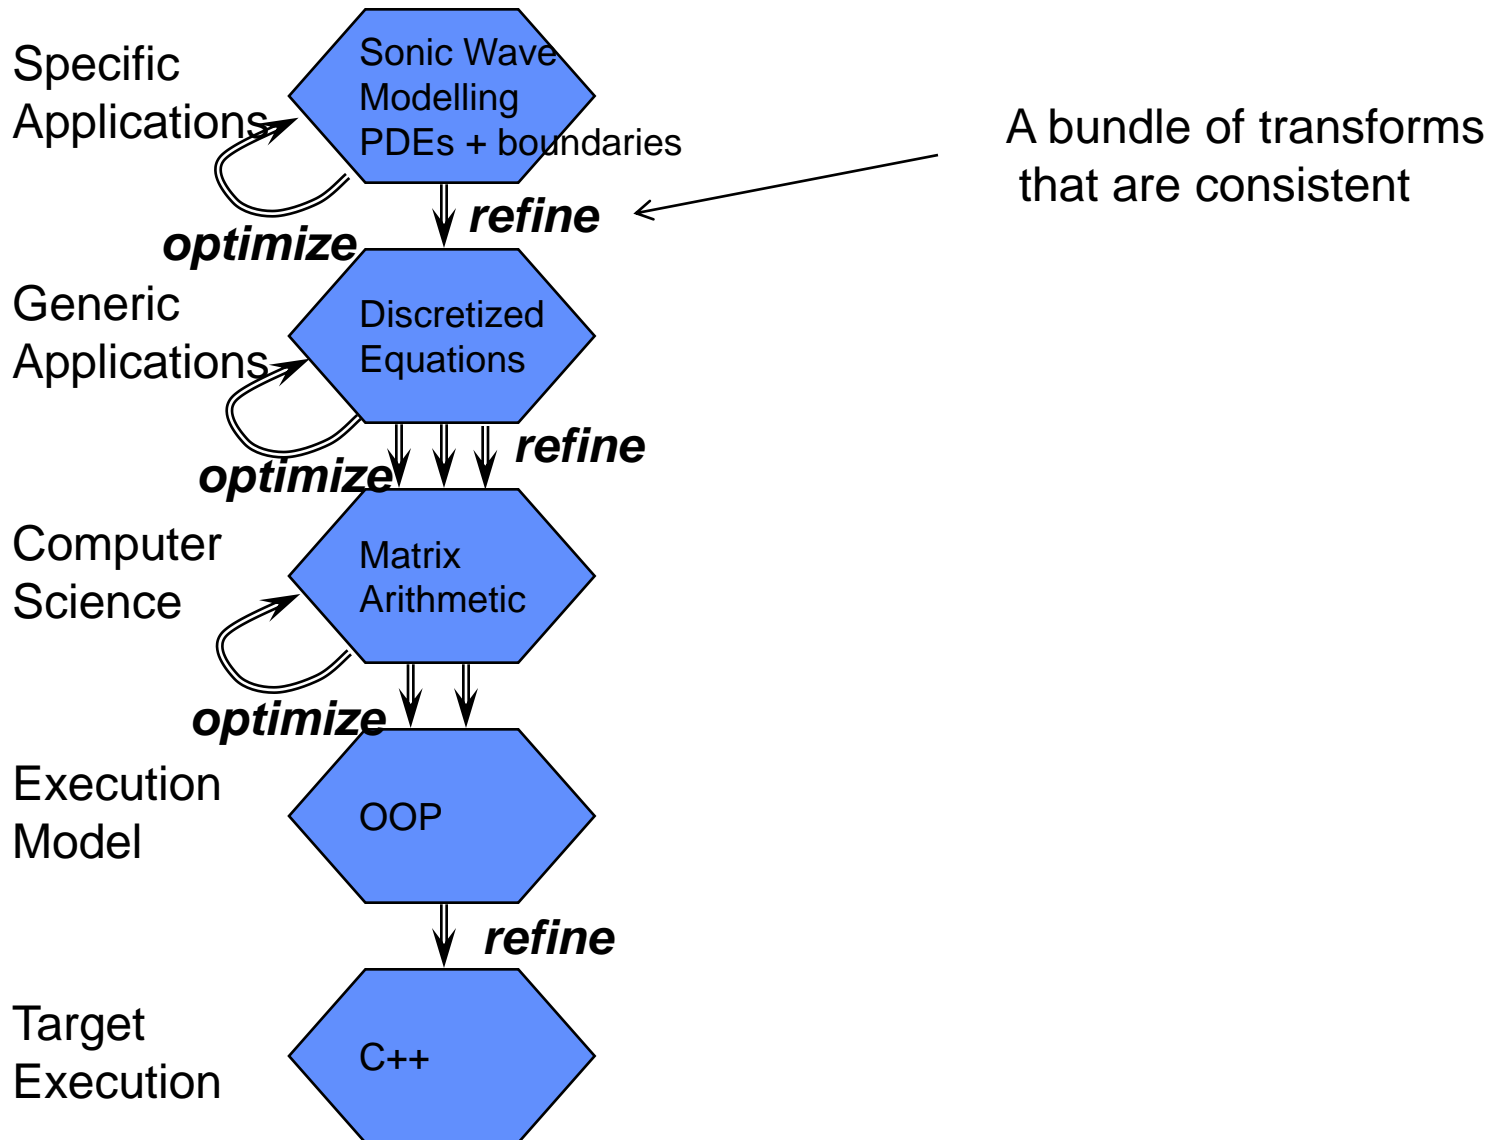 Specific
Applications
Sonic Wave
Modelling
PDEs + boundaries
A bundle of transforms
that are consistent
refine
optimize
Generic
Applications
Discretized
Equations
refine
optimize
Computer
Science
Matrix
Arithmetic
optimize
Execution
Model
OOP
refine
Target
Execution
C++